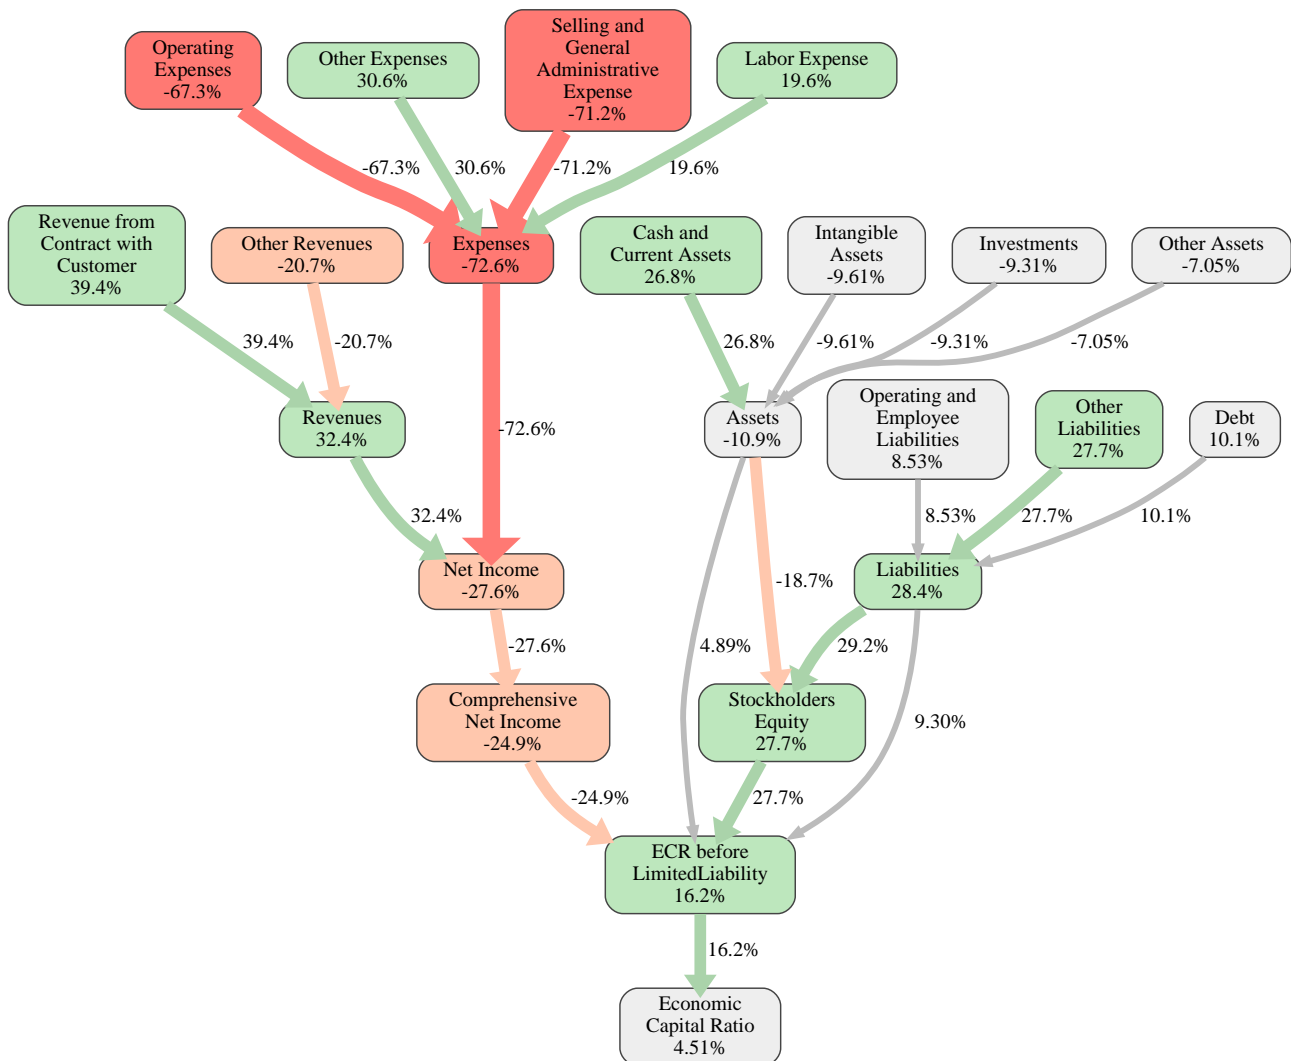 Operating
Expenses
-67.3%
Other Expenses
30.6%
Selling and
General
Administrative
Expense
-71.2%
Labor Expense
19.6%
-67.3%
30.6%
-71.2%
19.6%
Revenue from
Contract with
Customer
39.4%
Other Revenues
-20.7%
Expenses
-72.6%
Cash and
Current Assets
26.8%
Intangible
Assets
-9.61%
Investments
-9.31%
Other Assets
-7.05%
39.4%
-20.7%
26.8%
-9.61%
-9.31%
-7.05%
Revenues
32.4%
-72.6%
Assets
-10.9%
Operating and
Employee
Liabilities
8.53%
Other
Liabilities
27.7%
Debt
10.1%
32.4%
8.53%
27.7%
10.1%
Net Income
-27.6%
-18.7%
Liabilities
28.4%
-27.6%
4.89%
29.2%
Comprehensive
Net Income
-24.9%
Stockholders
Equity
27.7%
9.30%
-24.9%
27.7%
ECR before
LimitedLiability
16.2%
16.2%
Economic
Capital Ratio
4.51%